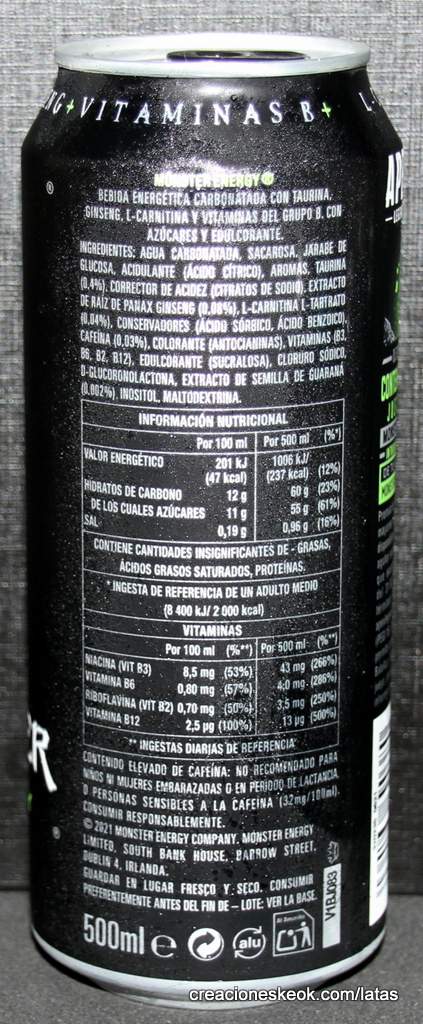 NG + VITAMINAS B + L-
MONSTER ENERGY®
BEBIDA ENERGÉTICA CARBONATADA CON TAURINA,
GINSENG, L-CARNITINA Y VITAMINAS DEL GRUPO B. CON
AZÚCARES Y EDULCORANTE.
INGREDIENTES: AGUA CARBONATADA, SACAROSA, JARABE DE
GLUCOSA, ACIDULANTE (ÁCIDO CÍTRICO), AROMAS, TAURINA
(0,4%), CORRECTOR DE ACIDEZ (CITRATOS DE SODIO), EXTRACTO
DE RAÍZ DE PANAX GINSENG (0,08%), L-CARNITINA L-TARTRATO
(0,04%), CONSERVADORES (ÁCIDO SÓRBICO, ÁCIDO BENZOICO),
CAFEÍNA (0,03%), COLORANTE (ANTOCIANINAS), VITAMINAS (B3,
B6, B2, B12), EDULCORANTE (SUCRALOSA), CLORURO SÓDICO,
D-GLUCORONOLACTONA, EXTRACTO DE SEMILLA DE GUARANÁ
(0,002%) INOSITOL, MALTODEXTRINA.
INFORMACIÓN NUTRICIONAL
Por 100 ml Por 500 ml (%*)
VALOR ENERGÉTICO 201 kJ 1006 kJ/
(47 kcal) (237 kcal) (12%)
HIDRATOS DE CARBONO 12 g 60 g (23%)
DE LOS CUALES AZÚCARES 11 g 55 g (61%)
SAL 0,19 g 0,96 g (16%)
CONTIENE CANTIDADES INSIGNIFICANTES DE - GRASAS,
ÁCIDOS GRASOS SATURADOS, PROTEÍNAS.
*INGESTA DE REFERENCIA DE UN ADULTO MEDIO
(8 400 kJ/ 2 000 kcal)
VITAMINAS
Por 100 ml (%**) Por 500 ml (%**)
NIACINA (VIT B3) 8,5 mg (53%) 43 mg (266%)
VITAMINA B6 0,80 mg (57%) 4,0 mg (286%)
RIBOFLAVINA (VIT B2) 0,70 mg (50%) 3,5 mg (250%)
VITAMINA B12 2,5 µg (100%) 13 µg (500%)
** INGESTAS DIARIAS DE REFERENCIA
CONTENIDO ELEVADO DE CAFEÍNA: NO RECOMENDADO PARA
NIÑOS NI MUJERES EMBARAZADAS O EN PERÍODO DE LACTANCIA
O PERSONAS SENSIBLES A LA CAFEÍNA (32mg/100ml).
CONSUMIR RESPONSABLEMENTE.
© 2021 MONSTER ENERGY COMPANY. MONSTER ENERGY
LIMITED, SOUTH BANK HOUSE, BARROW STREET,
DUBLIN 4, IRLANDA.
GUARDAR EN LUGAR FRESCO Y SECO. CONSUMIR
PREFERENTEMENTE ANTES DEL FIN DE – LOTE: VER LA BASE.
V1BJ083
500ml e alu
creacioneskeok.com/latas